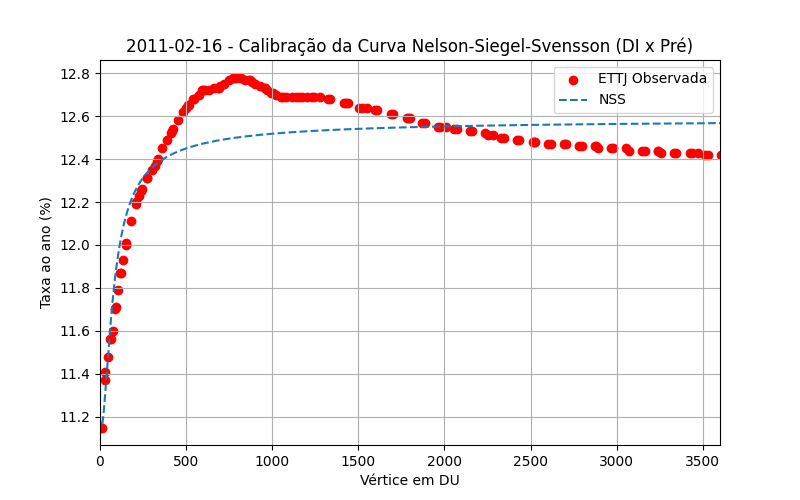 2011-02-16 - Calibração da Curva Nelson-Siegel-Svensson (DI x Pré)
ETTJ Observada
NSS
Taxa ao ano (%)
12.8
12.6
12.4
12.2
12.0
11.8
11.6
11.4
11.2
0 500 1000 1500 2000 2500 3000 3500
Vértice em DU